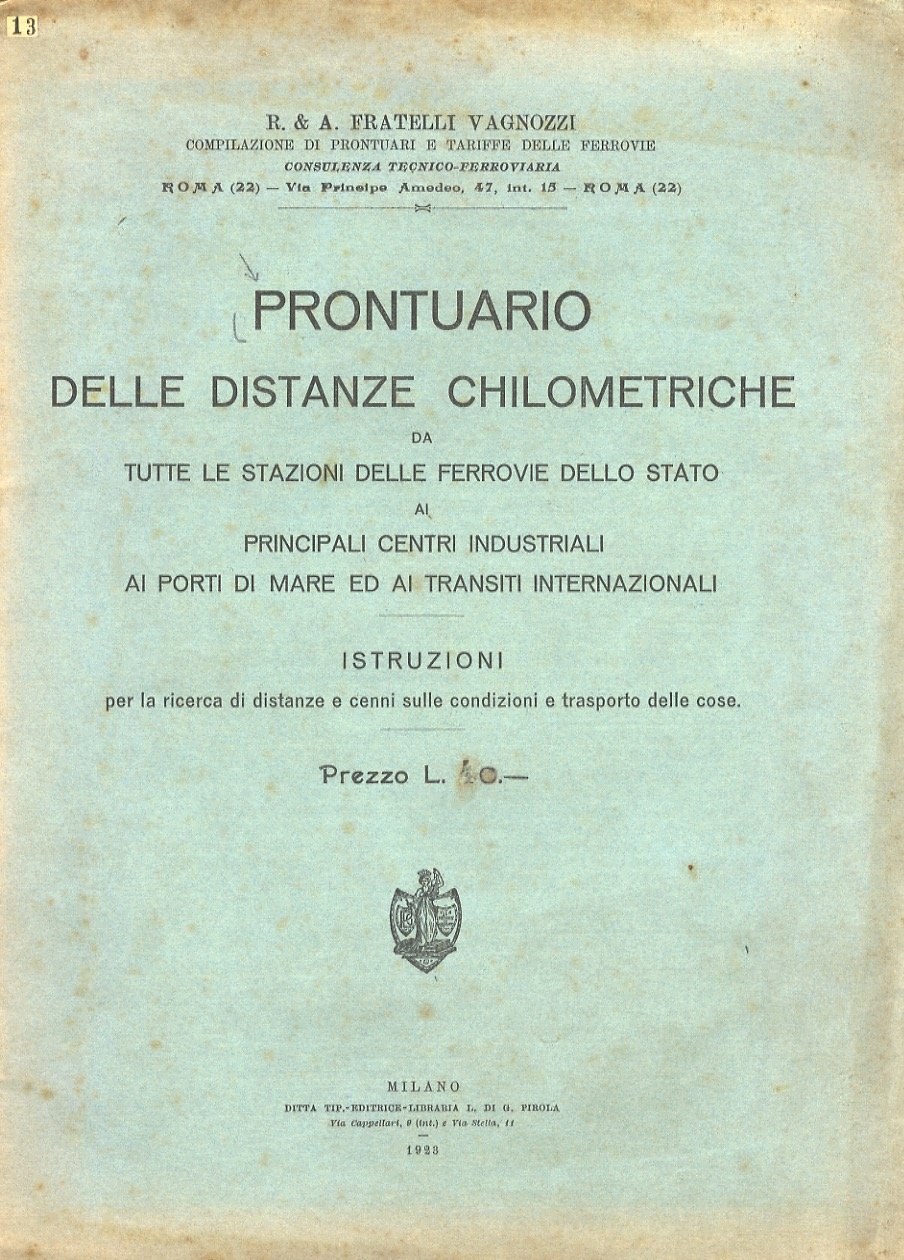 13
R. & A. FRATELLI VAGNOZZI
COMPILAZIONE DI PRONTUARI E TARIFFE DELLE FERROVIE
CONSULENZA TECNICO-FERROVIARIA
ROMA (22) — Via Principe Amedeo, 47, int. 15 — ROMA (22)
PRONTUARIO
DELLE DISTANZE CHILOMETRICHE
DA
TUTTE LE STAZIONI DELLE FERROVIE DELLO STATO
AI
PRINCIPALI CENTRI INDUSTRIALI
AI PORTI DI MARE ED AI TRANSITI INTERNAZIONALI
ISTRUZIONI
per la ricerca di distanze e cenni sulle condizioni e trasporto delle cose.
Prezzo L. 40.—
MILANO
DITTA TIP.-EDITRICE-LIBRARIA L. DI G. PIROLA
Via Cappellari, 9 (int.) e Via Stella, 11
1923